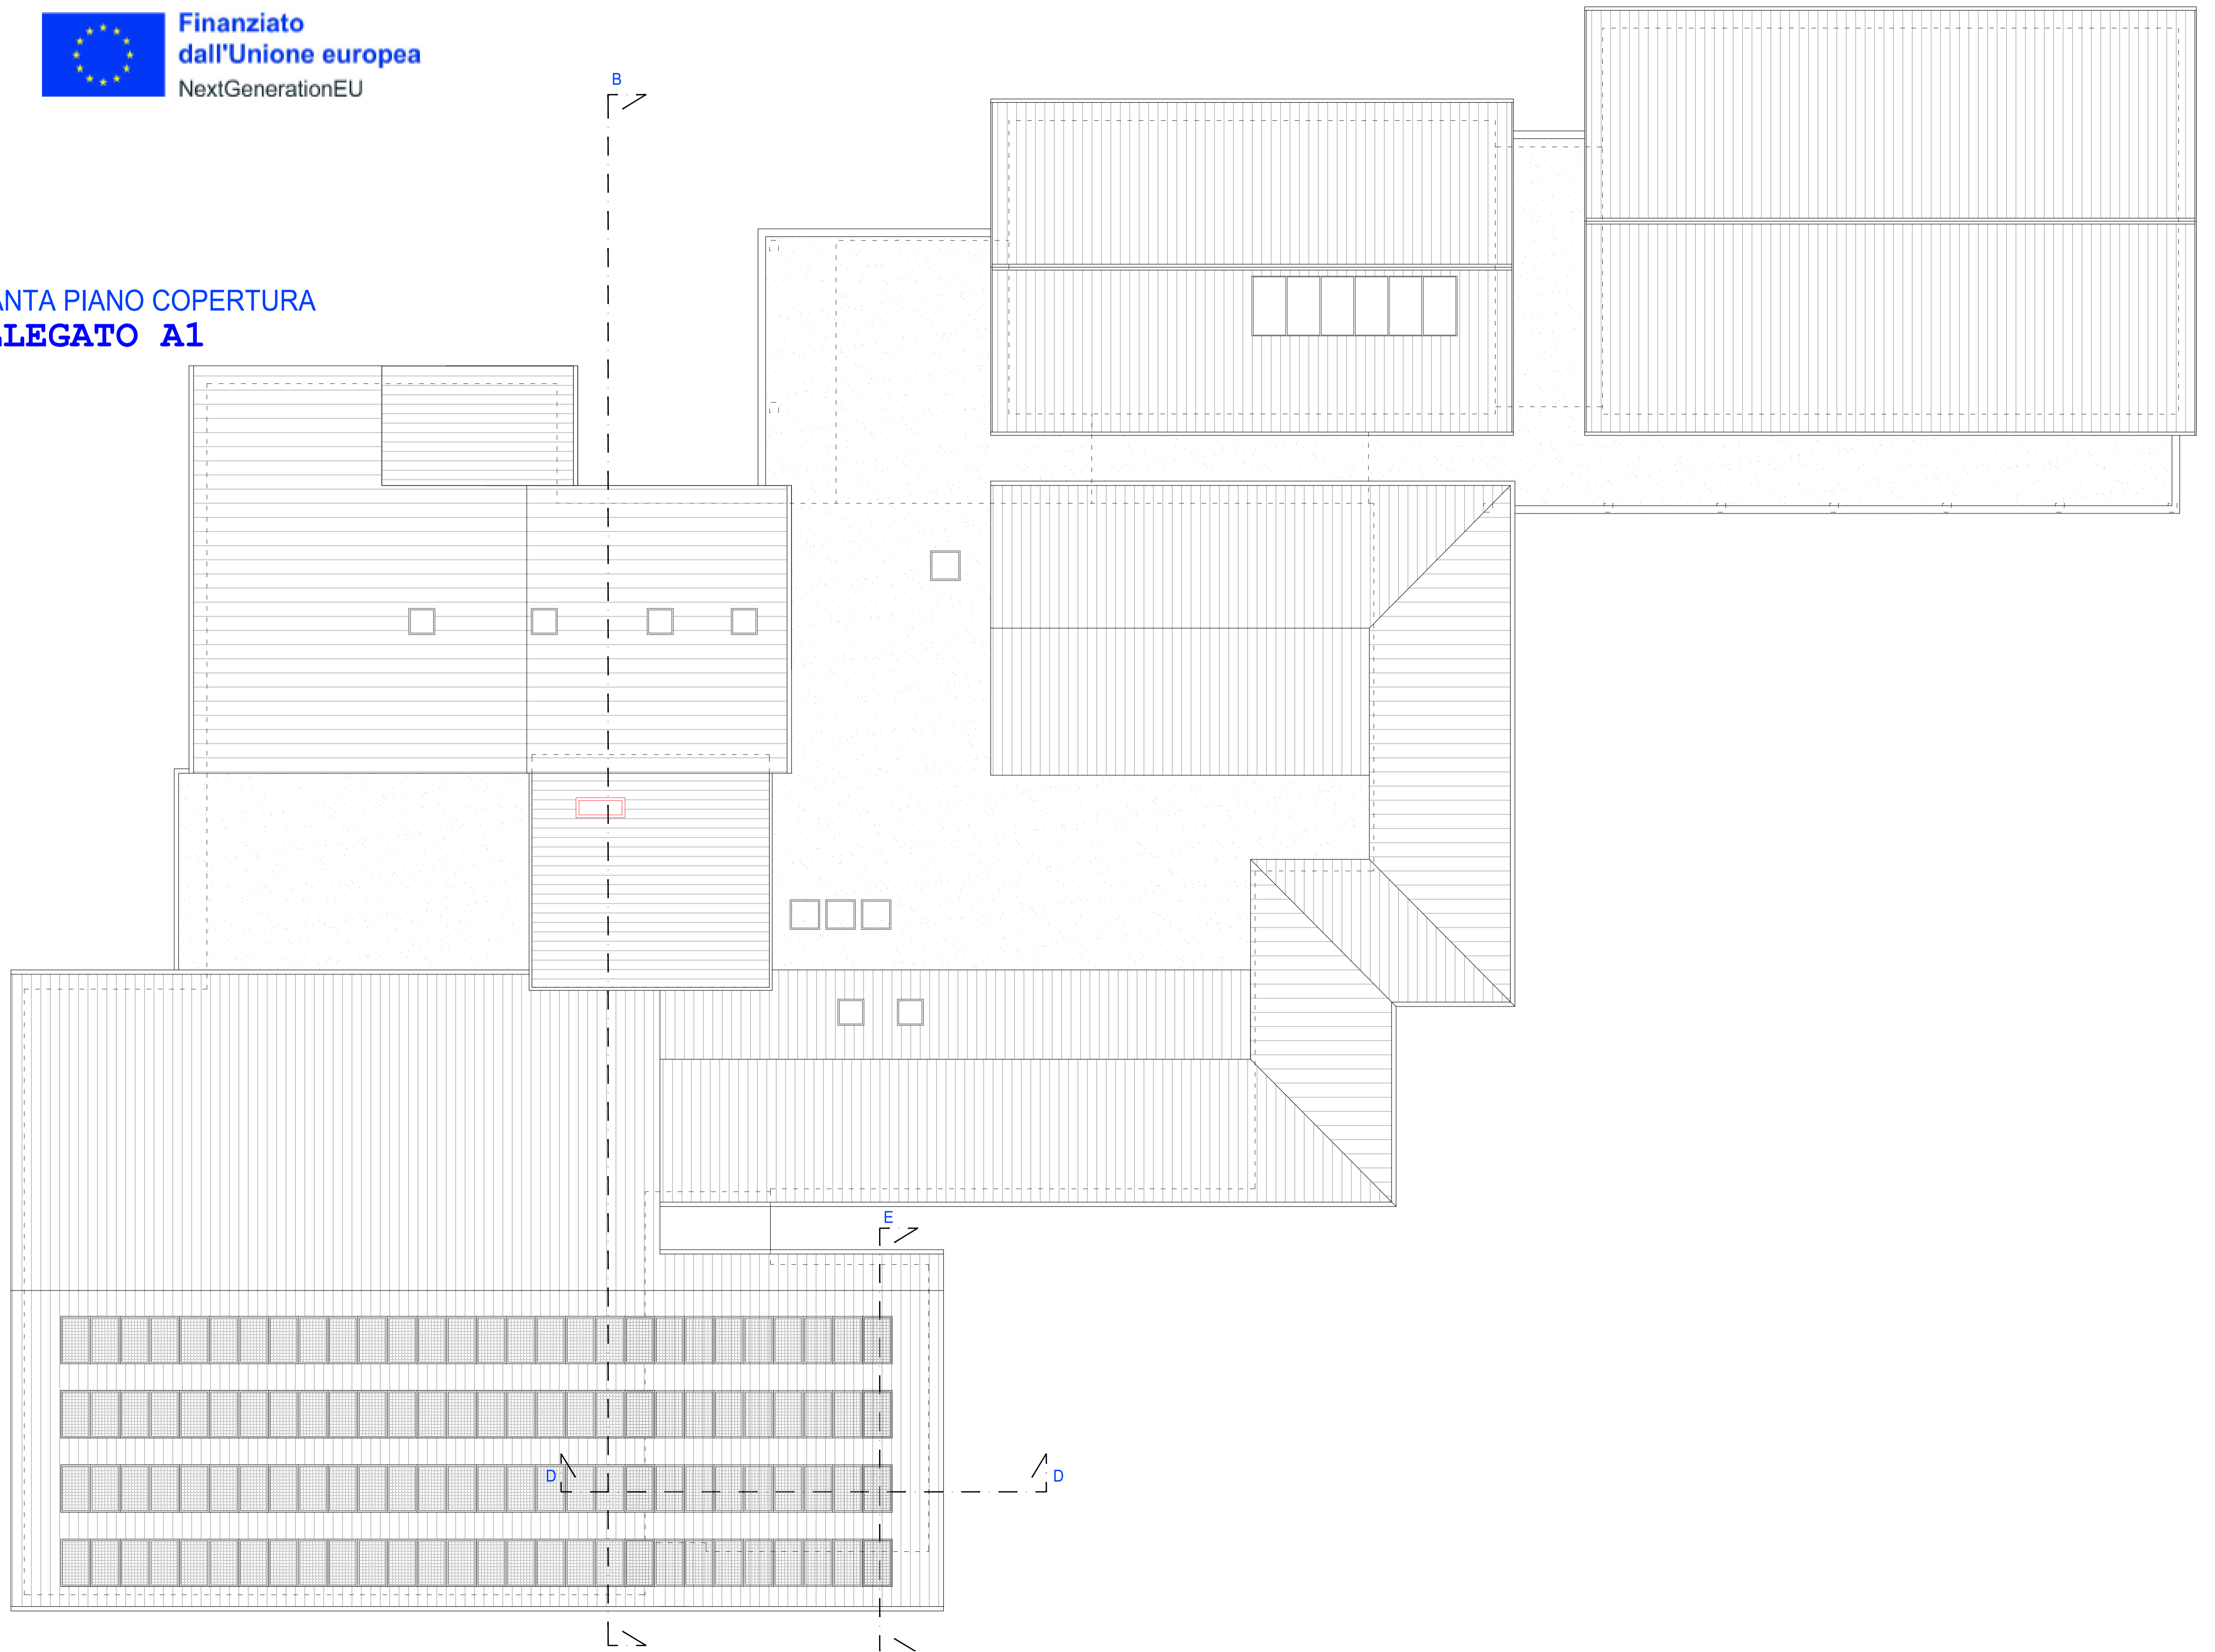 Finanziato
dall'Unione europea
NextGenerationEU
B
ANTA PIANO COPERTURA
LEGATO A1
E
D D